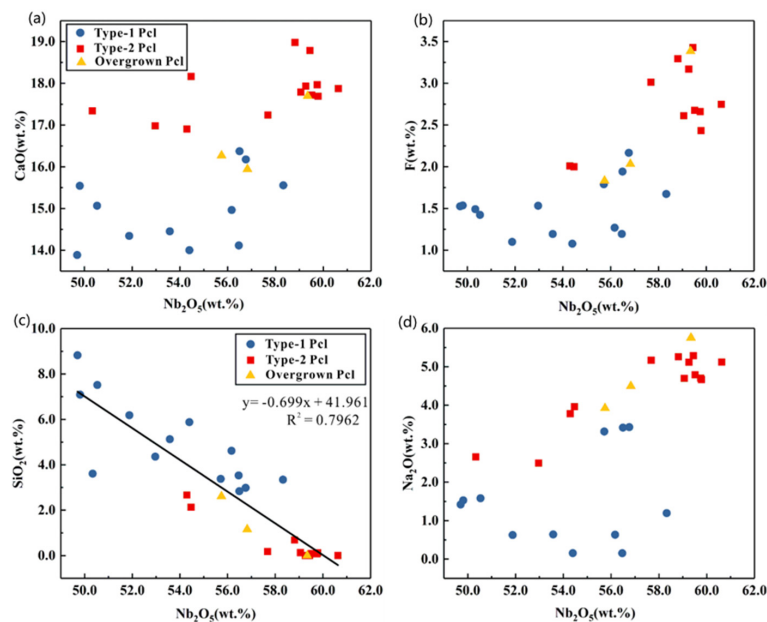 (a)
Type-1 Pcl
Type-2 Pcl
Overgrown Pcl
CaO(wt.%)
19.0
18.0
17.0
16.0
15.0
14.0
50.0 52.0 54.0 56.0 58.0 60.0 62.0
Nb₂O₅(wt.%)
(b)
F(wt.%)
3.5
3.0
2.5
2.0
1.5
1.0
50.0 52.0 54.0 56.0 58.0 60.0 62.0
Nb₂O₅(wt.%)
(c)
Type-1 Pcl
Type-2 Pcl
Overgrown Pcl
y= -0.699x + 41.961
R² = 0.7962
SiO₂(wt.%)
10.0
8.0
6.0
4.0
2.0
0.0
50.0 52.0 54.0 56.0 58.0 60.0 62.0
Nb₂O₅(wt.%)
(d)
Na₂O(wt.%)
6.0
5.0
4.0
3.0
2.0
1.0
0.0
50.0 52.0 54.0 56.0 58.0 60.0 62.0
Nb₂O₅(wt.%)